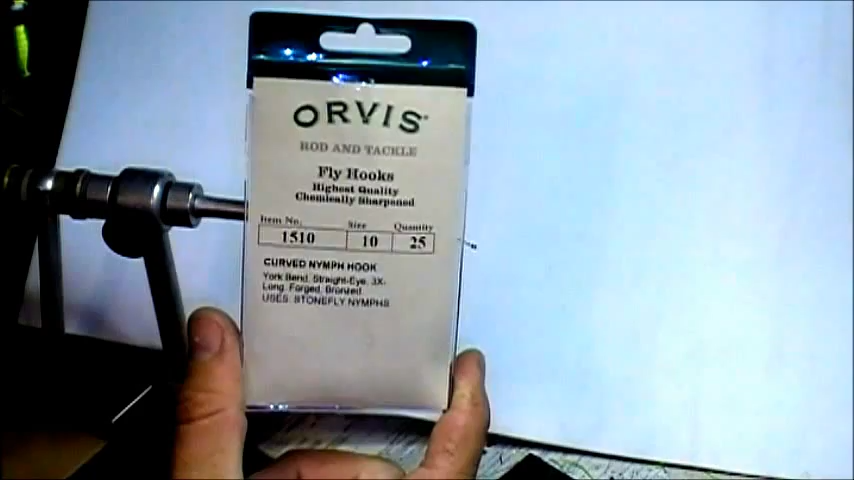 ORVIS
ROD AND TACKLE
Fly Hooks
Highest Quality
Chemically Sharpened
Item No. Size Quantity
1510 10 25
CURVED NYMPH HOOK
York Bend, Straight-Eye, 3X-
Long, Forged, Bronzed
USES: STONEFLY NYMPHS